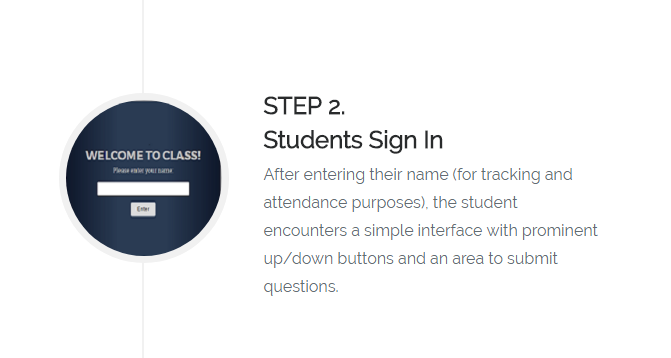 STEP 2.
Students Sign In
After entering their name (for tracking and
attendance purposes), the student
encounters a simple interface with prominent
up/down buttons and an area to submit
questions.
WELCOME TO CLASS!
Please enter your name
Enter